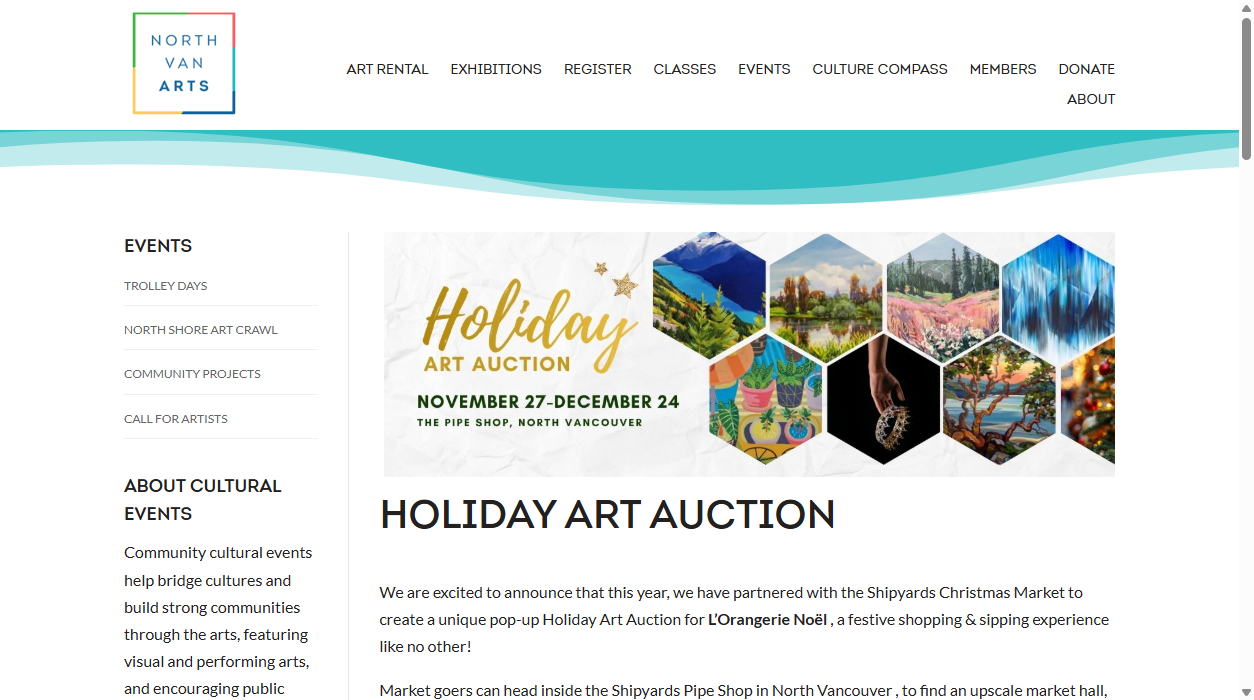 NORTH
VAN
ARTS
ART RENTAL EXHIBITIONS REGISTER CLASSES EVENTS CULTURE COMPASS MEMBERS DONATE
ABOUT
EVENTS
TROLLEY DAYS
NORTH SHORE ART CRAWL
COMMUNITY PROJECTS
CALL FOR ARTISTS
ABOUT CULTURAL
EVENTS
Community cultural events
help bridge cultures and
build strong communities
through the arts, featuring
visual and performing arts,
and encouraging public
Holiday
ART AUCTION
NOVEMBER 27-DECEMBER 24
THE PIPE SHOP, NORTH VANCOUVER
HOLIDAY ART AUCTION
We are excited to announce that this year, we have partnered with the Shipyards Christmas Market to
create a unique pop-up Holiday Art Auction for L’Orangerie Noël , a festive shopping & sipping experience
like no other!
Market goers can head inside the Shipyards Pipe Shop in North Vancouver , to find an upscale market hall,